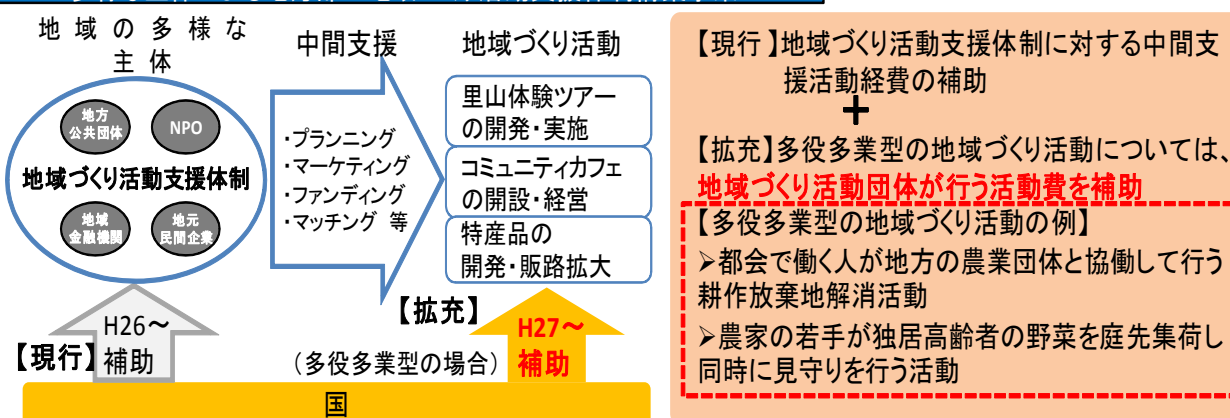 地域の多様な
主体
地方
公共団体
NPO
地域づくり活動支援体制
地域
金融機関
地元
民間企業
中間支援
・プランニング
・マーケティング
・ファンディング
・マッチング 等
地域づくり活動
里山体験ツアー
の開発・実施
コミュニティカフェ
の開設・経営
特産品の
開発・販路拡大
【現行】
H26～
補助
【拡充】
(多役多業型の場合)
H27～
補助
国
【現行】地域づくり活動支援体制に対する中間支
援活動経費の補助
+
【拡充】多役多業型の地域づくり活動については、
地域づくり活動団体が行う活動費を補助
【多役多業型の地域づくり活動の例】
➢都会で働く人が地方の農業団体と協働して行う
耕作放棄地解消活動
➢農家の若手が独居高齢者の野菜を庭先集荷し
同時に見守りを行う活動